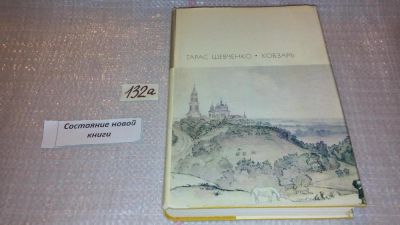 ТАРАС ШЕВЧЕНКО • КОБЗАРЬ
132а
Состояние новой
книги